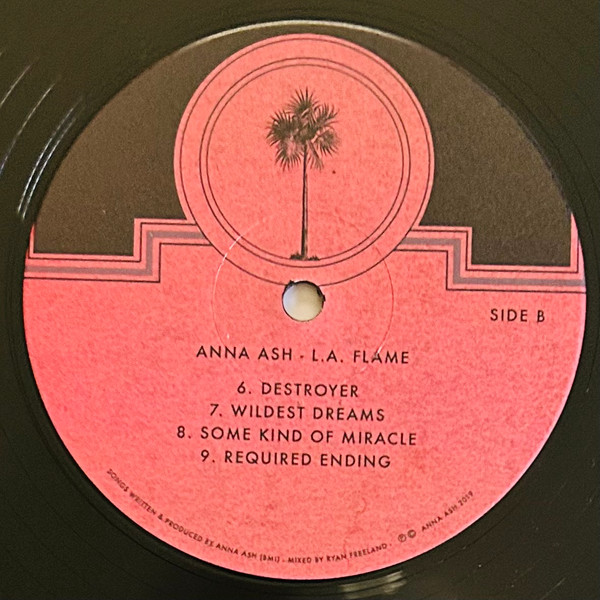 SIDE B
ANNA ASH - L.A. FLAME
6. DESTROYER
7. WILDEST DREAMS
8. SOME KIND OF MIRACLE
9. REQUIRED ENDING
SONGS WRITTEN & PRODUCED BY ANNA ASH (BMI) - MIXED BY RYAN FREELAND - ℗© ANNA ASH 2019